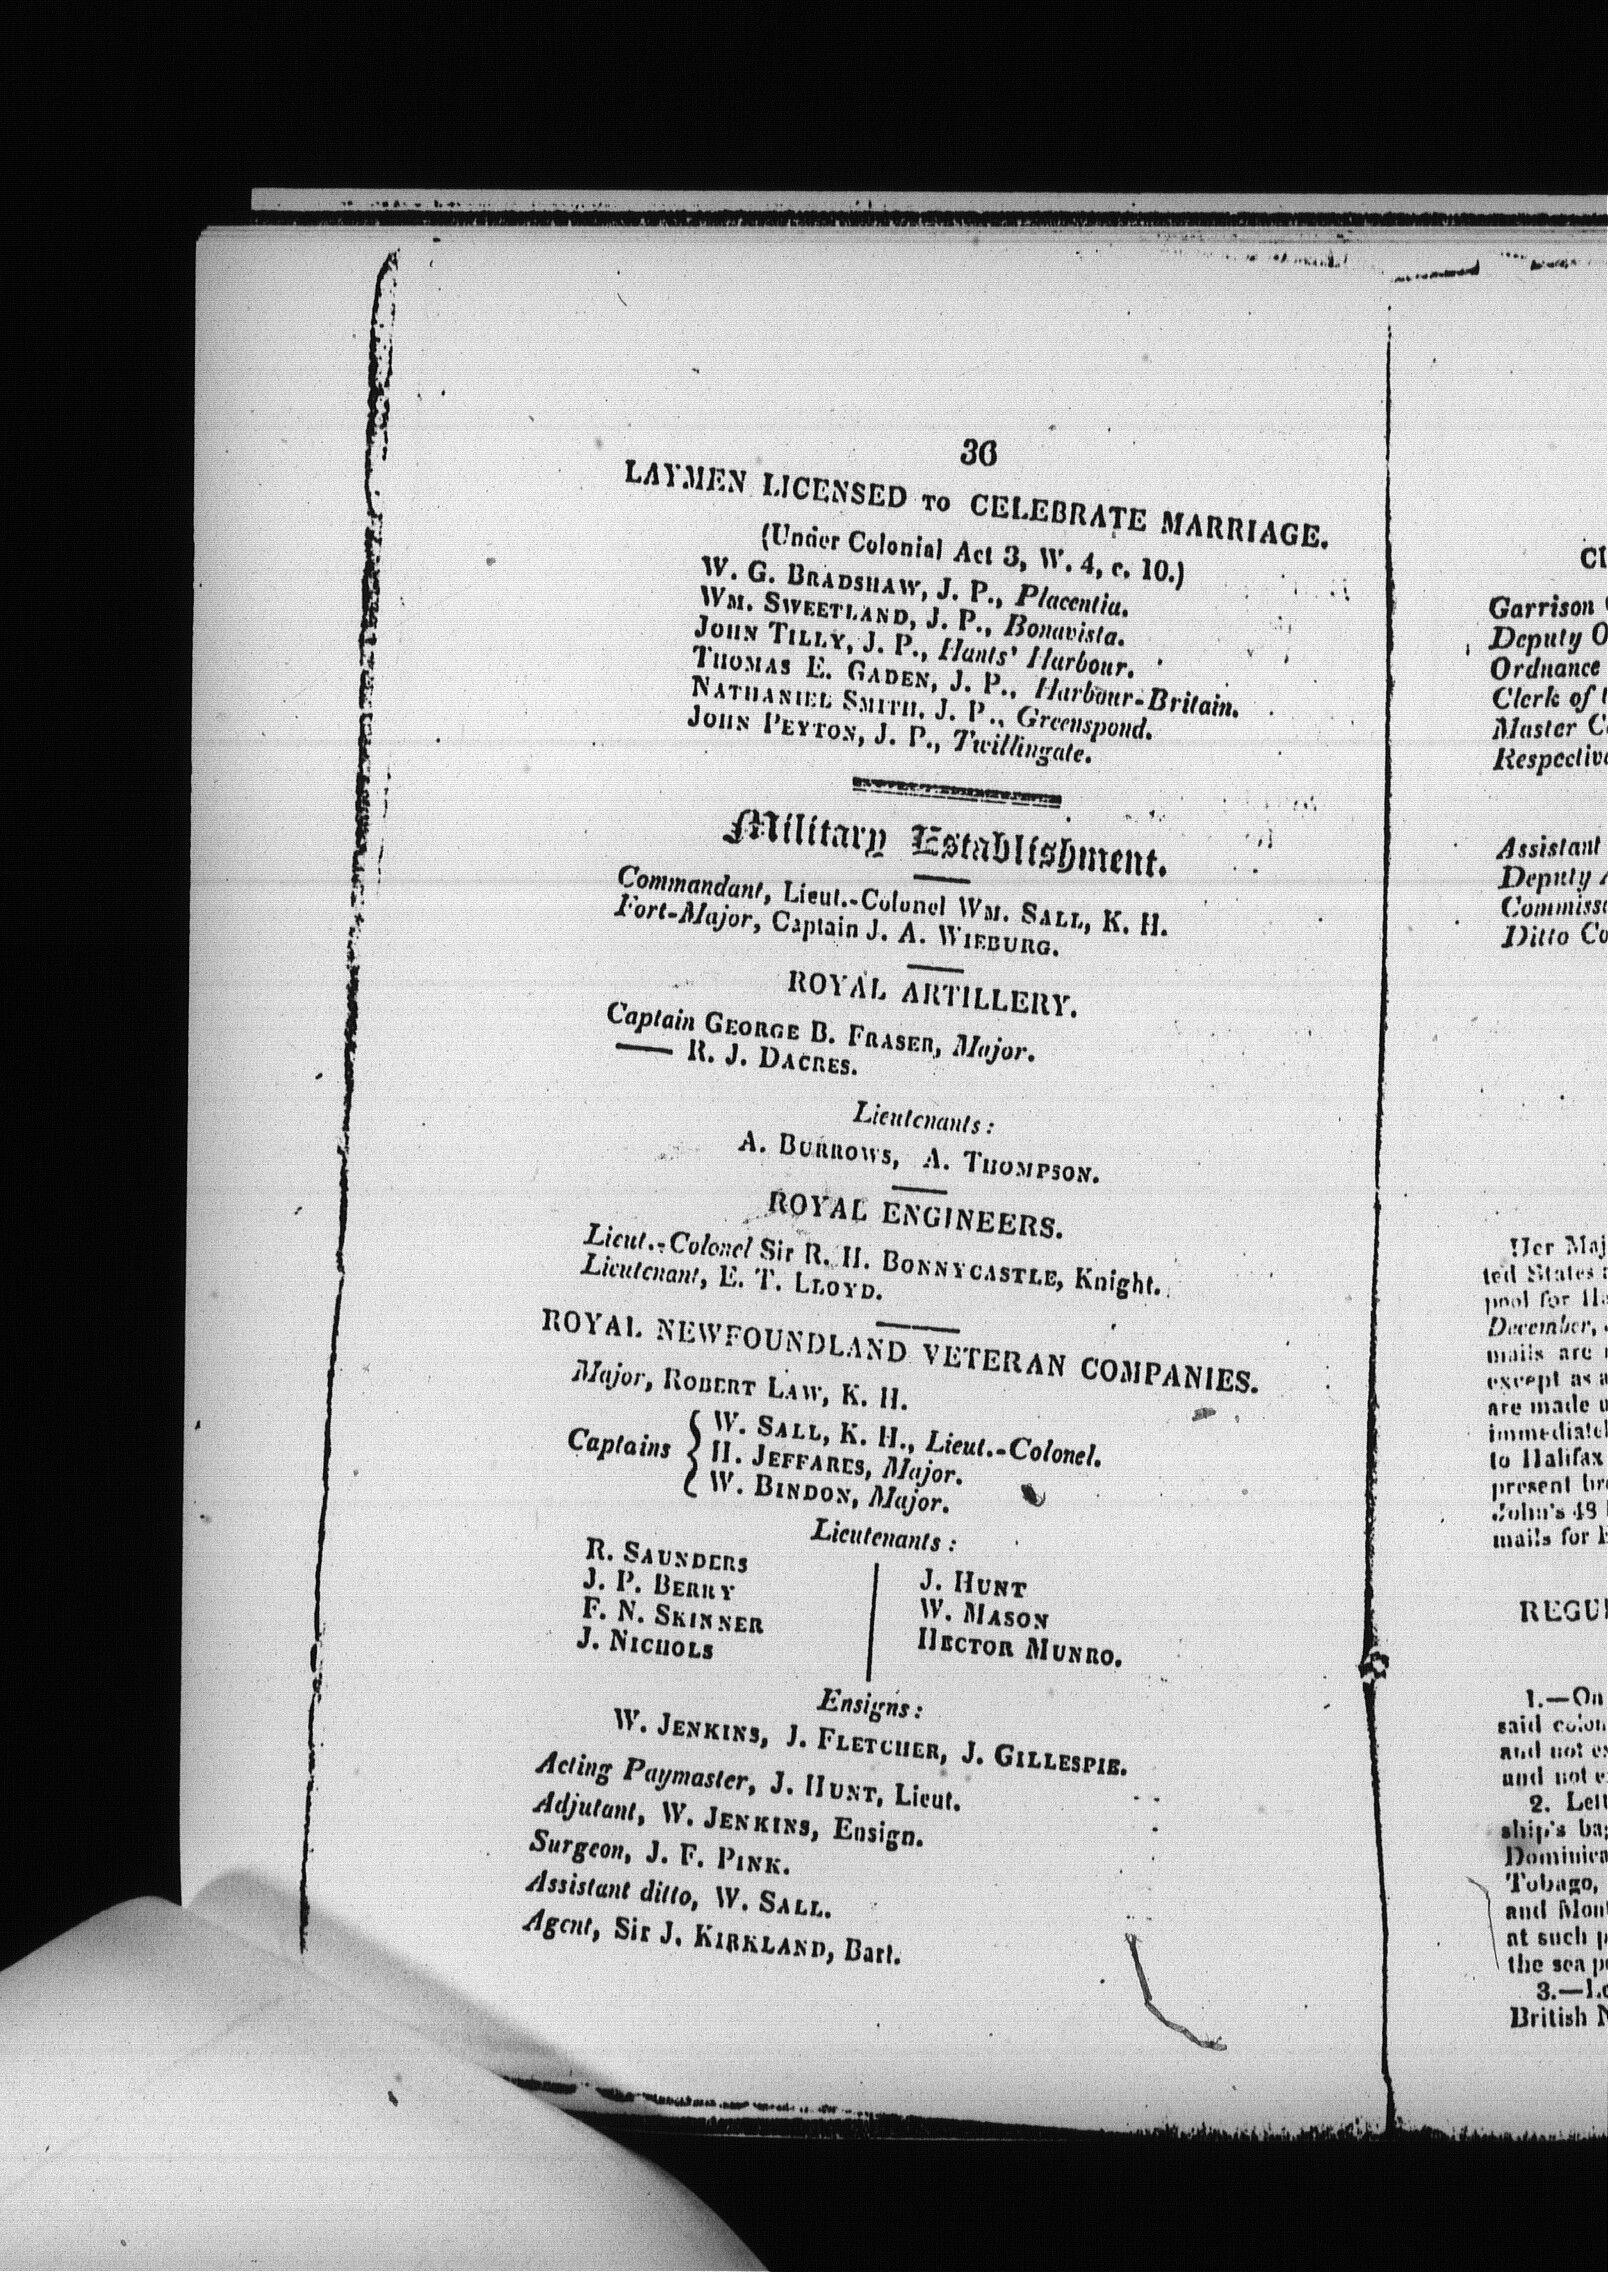 36
LAYMEN LICENSED TO CELEBRATE MARRIAGE.
(Under Colonial Act 3, W. 4, c. 10.)
W. G. BRADSHAW, J. P., Placentia.
WM. SWEETLAND, J. P., Bonavista.
JOHN TILLY, J. P., Hants' Harbour.
THOMAS E. GADEN, J. P., Harbour-Britain.
NATHANIEL SMITH, J. P., Greenspond.
JOHN PEYTON, J. P., Twillingate.
Military Establishment.
Commandant, Lieut.-Colonel WM. SALL, K. H.
Fort-Major, Captain J. A. WIEBURG.
ROYAL ARTILLERY.
Captain GEORGE B. FRASER, Major.
—— R. J. DACRES.
Lieutenants:
A. BURROWS, A. THOMPSON.
ROYAL ENGINEERS.
Lieut.-Colonel Sir R. H. BONNYCASTLE, Knight.
Lieutenant, E. T. LLOYD.
ROYAL NEWFOUNDLAND VETERAN COMPANIES.
Major, ROBERT LAW, K. H.
Captains { W. SALL, K. H., Lieut.-Colonel.
H. JEFFARES, Major.
W. BINDON, Major.
Lieutenants:
R. SAUNDERS
J. P. BERRY
F. N. SKINNER
J. NICHOLS
J. HUNT
W. MASON
HECTOR MUNRO.
Ensigns:
W. JENKINS, J. FLETCHER, J. GILLESPIE.
Acting Paymaster, J. HUNT, Lieut.
Adjutant, W. JENKINS, Ensign.
Surgeon, J. F. PINK.
Assistant ditto, W. SALL.
Agent, Sir J. KIRKLAND, Bart.
Garrison
Deputy
Ordnance
Clerk of
Master
Assistant
Deputy
Ditto
Her
ted States
pool for
December,
mails are
except as
are made
to Halifax
present
John's 48
mails for
1.—On
said
and not
and not
2.
ship's
Dominica
Tobago,
and
at such
the sea
3.—
British